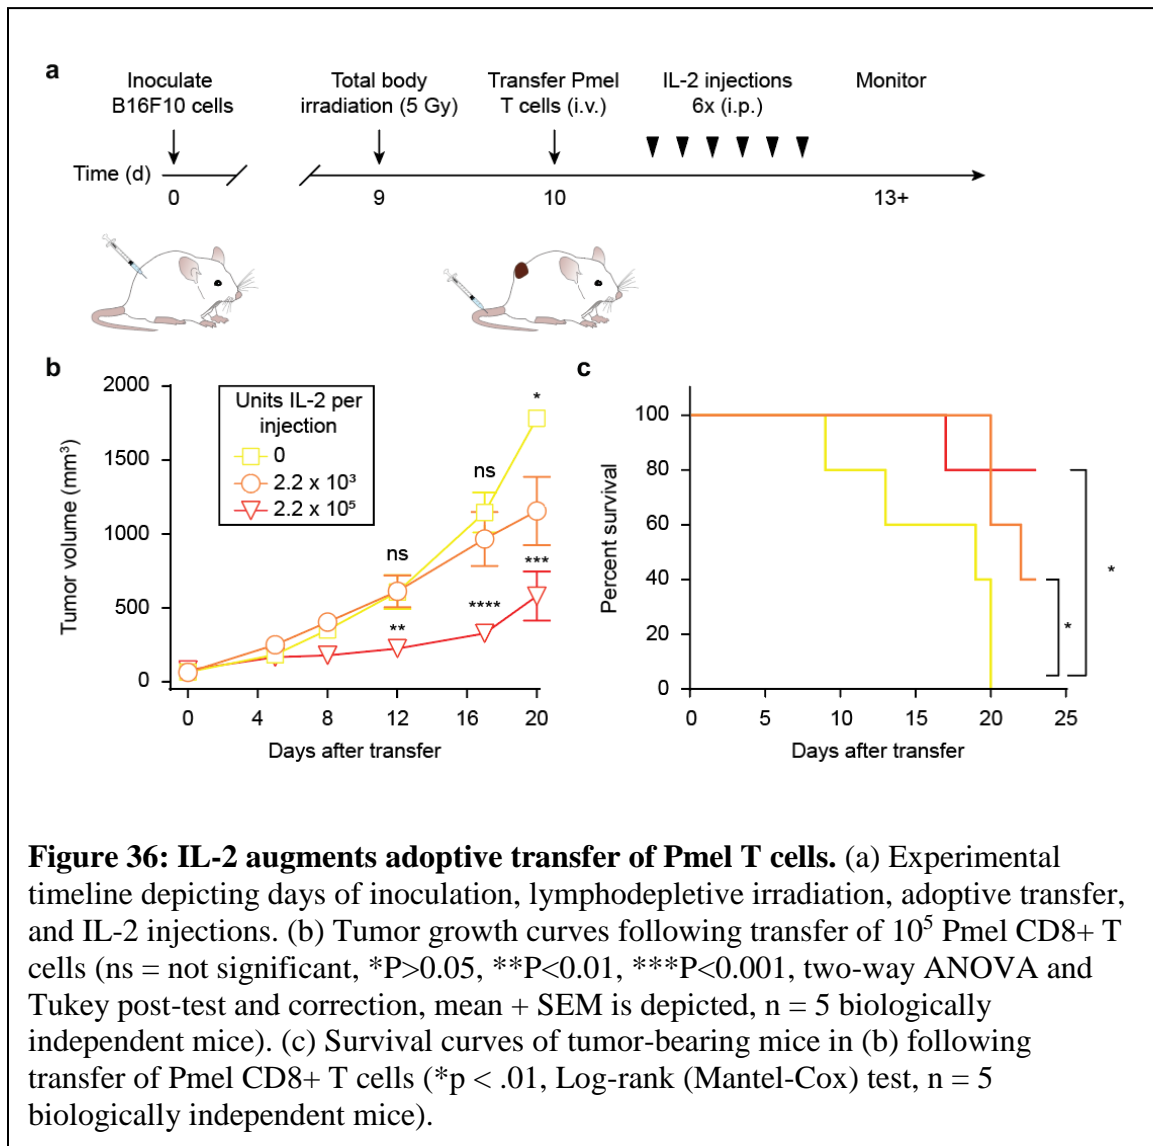 a
Inoculate
B16F10 cells
Total body
irradiation (5 Gy)
Transfer Pmel
T cells (i.v.)
IL-2 injections
6x (i.p.)
Monitor
Time (d)
0
9
10
13+
b
Tumor volume (mm³)
2000
1500
1000
500
0
Units IL-2 per
injection
0
2.2 x 10³
2.2 x 10⁵
ns
**
ns
****
*
***
0 4 8 12 16 20
Days after transfer
c
Percent survival
100
80
60
40
20
0
*
*
0 5 10 15 20 25
Days after transfer
Figure 36: IL-2 augments adoptive transfer of Pmel T cells. (a) Experimental
timeline depicting days of inoculation, lymphodepletive irradiation, adoptive transfer,
and IL-2 injections. (b) Tumor growth curves following transfer of 10⁵ Pmel CD8+ T
cells (ns = not significant, *P>0.05, **P<0.01, ***P<0.001, two-way ANOVA and
Tukey post-test and correction, mean + SEM is depicted, n = 5 biologically
independent mice). (c) Survival curves of tumor-bearing mice in (b) following
transfer of Pmel CD8+ T cells (*p < .01, Log-rank (Mantel-Cox) test, n = 5
biologically independent mice).